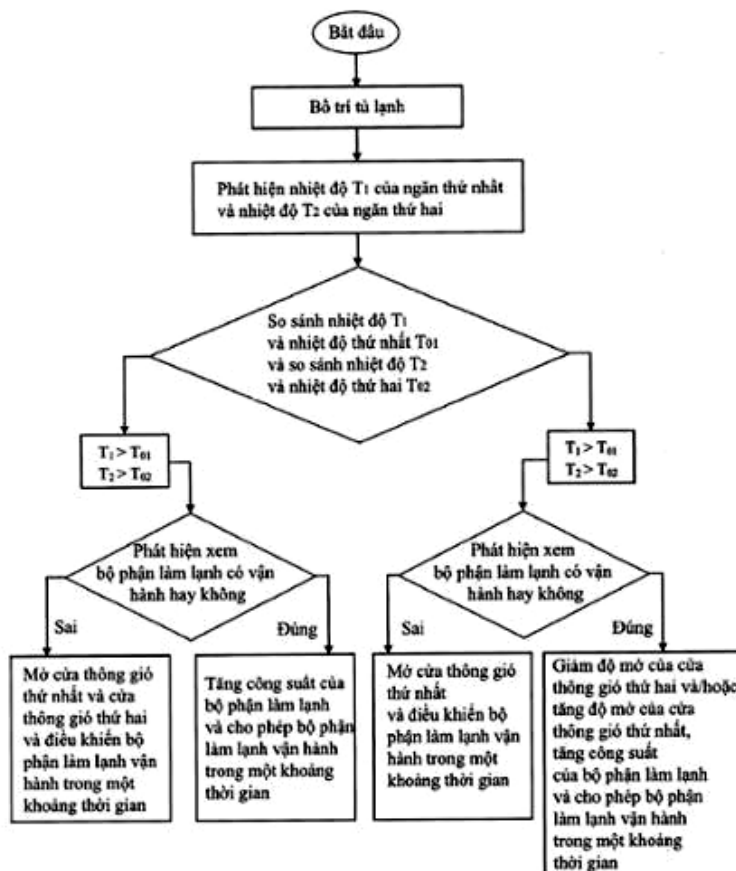 Bắt đầu
Bố trí tủ lạnh
Phát hiện nhiệt độ T1 của ngăn thứ nhất
và nhiệt độ T2 của ngăn thứ hai
So sánh nhiệt độ T1
và nhiệt độ thứ nhất T01
và so sánh nhiệt độ T2
và nhiệt độ thứ hai T02
T1 > T01
T2 > T02
T1 > T01
T2 > T02
Phát hiện xem
bộ phận làm lạnh có vận
hành hay không
Phát hiện xem
bộ phận làm lạnh có vận
hành hay không
Sai
Đúng
Sai
Đúng
Mở cửa thông gió
thứ nhất và cửa
thông gió thứ hai
và điều khiển bộ
phận làm lạnh vận
hành trong một
khoảng thời gian
Tăng công suất của
bộ phận làm lạnh
và cho phép bộ phận
làm lạnh vận hành
trong một khoảng
thời gian
Mở cửa thông gió
thứ nhất
và điều khiển bộ
phận làm lạnh vận
hành trong một
khoảng thời gian
Giảm độ mở của cửa
thông gió thứ hai và/hoặc
tăng độ mở của cửa
thông gió thứ nhất,
tăng công suất
của bộ phận làm lạnh
và cho phép bộ phận
làm lạnh vận hành
trong một khoảng
thời gian